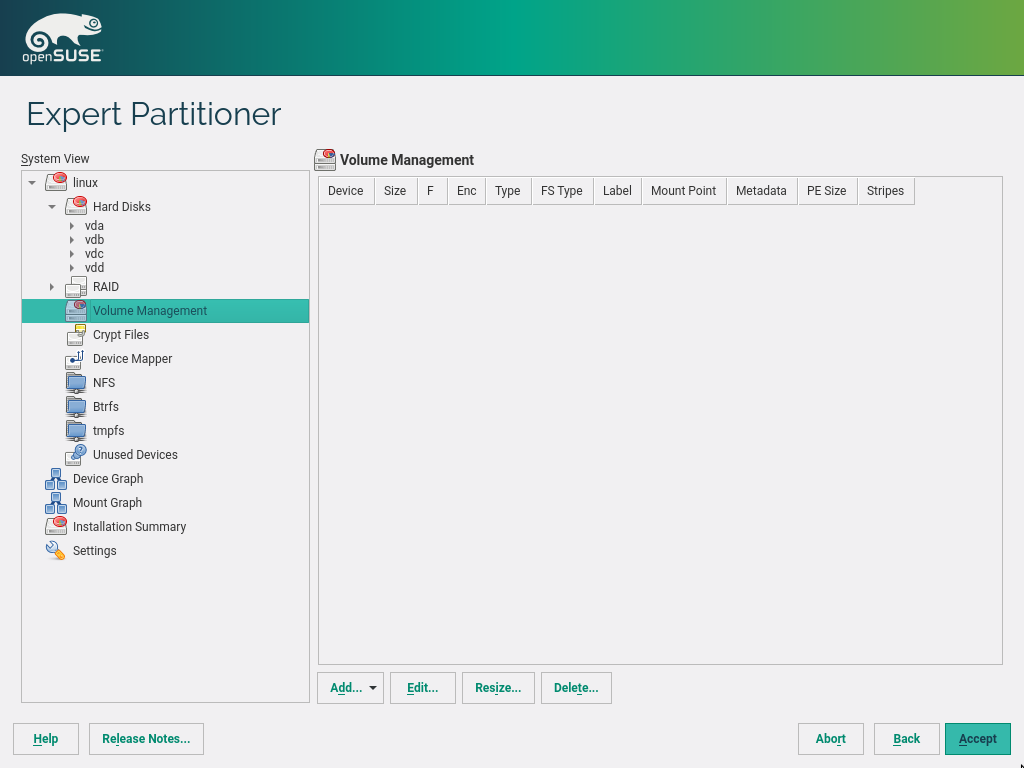 openSUSE
Expert Partitioner
System View
linux
Hard Disks
vda
vdb
vdc
vdd
RAID
Volume Management
Crypt Files
Device Mapper
NFS
Btrfs
tmpfs
Unused Devices
Device Graph
Mount Graph
Installation Summary
Settings
Volume Management
Device Size F Enc Type FS Type Label Mount Point Metadata PE Size Stripes
Add... Edit... Resize... Delete...
Help Release Notes... Abort Back Accept